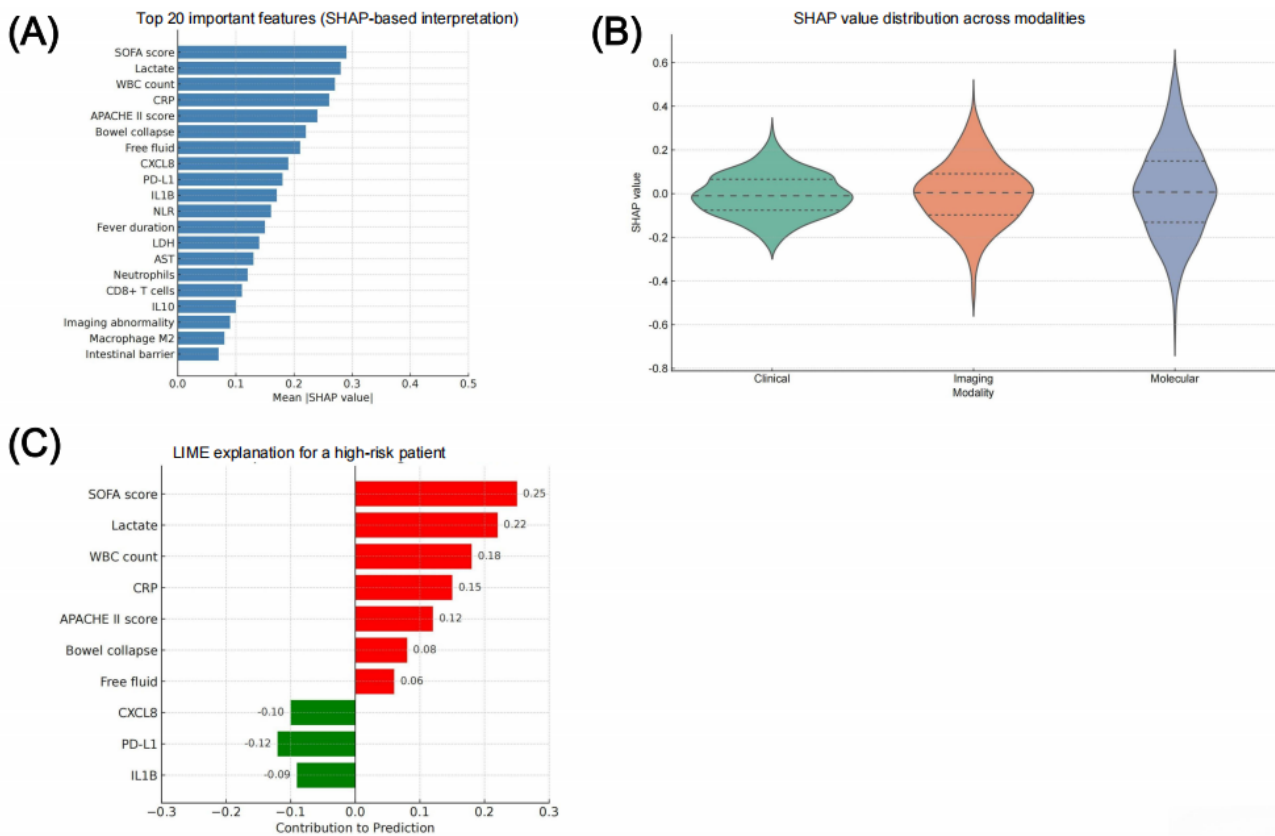 (A)
Top 20 important features (SHAP-based interpretation)
SOFA score
Lactate
WBC count
CRP
APACHE II score
Bowel collapse
Free fluid
CXCL8
PD-L1
IL1B
NLR
Fever duration
LDH
AST
Neutrophils
CD8+ T cells
IL10
Imaging abnormality
Macrophage M2
Intestinal barrier
0.0 0.1 0.2 0.3 0.4 0.5
Mean |SHAP value|
(B)
SHAP value distribution across modalities
SHAP value
0.6
0.4
0.2
0.0
-0.2
-0.4
-0.6
-0.8
Clinical Imaging Molecular
Modality
(C)
LIME explanation for a high-risk patient
SOFA score 0.25
Lactate 0.22
WBC count 0.18
CRP 0.15
APACHE II score 0.12
Bowel collapse 0.08
Free fluid 0.06
CXCL8 -0.10
PD-L1 -0.12
IL1B -0.09
−0.3 −0.2 −0.1 0.0 0.1 0.2 0.3
Contribution to Prediction